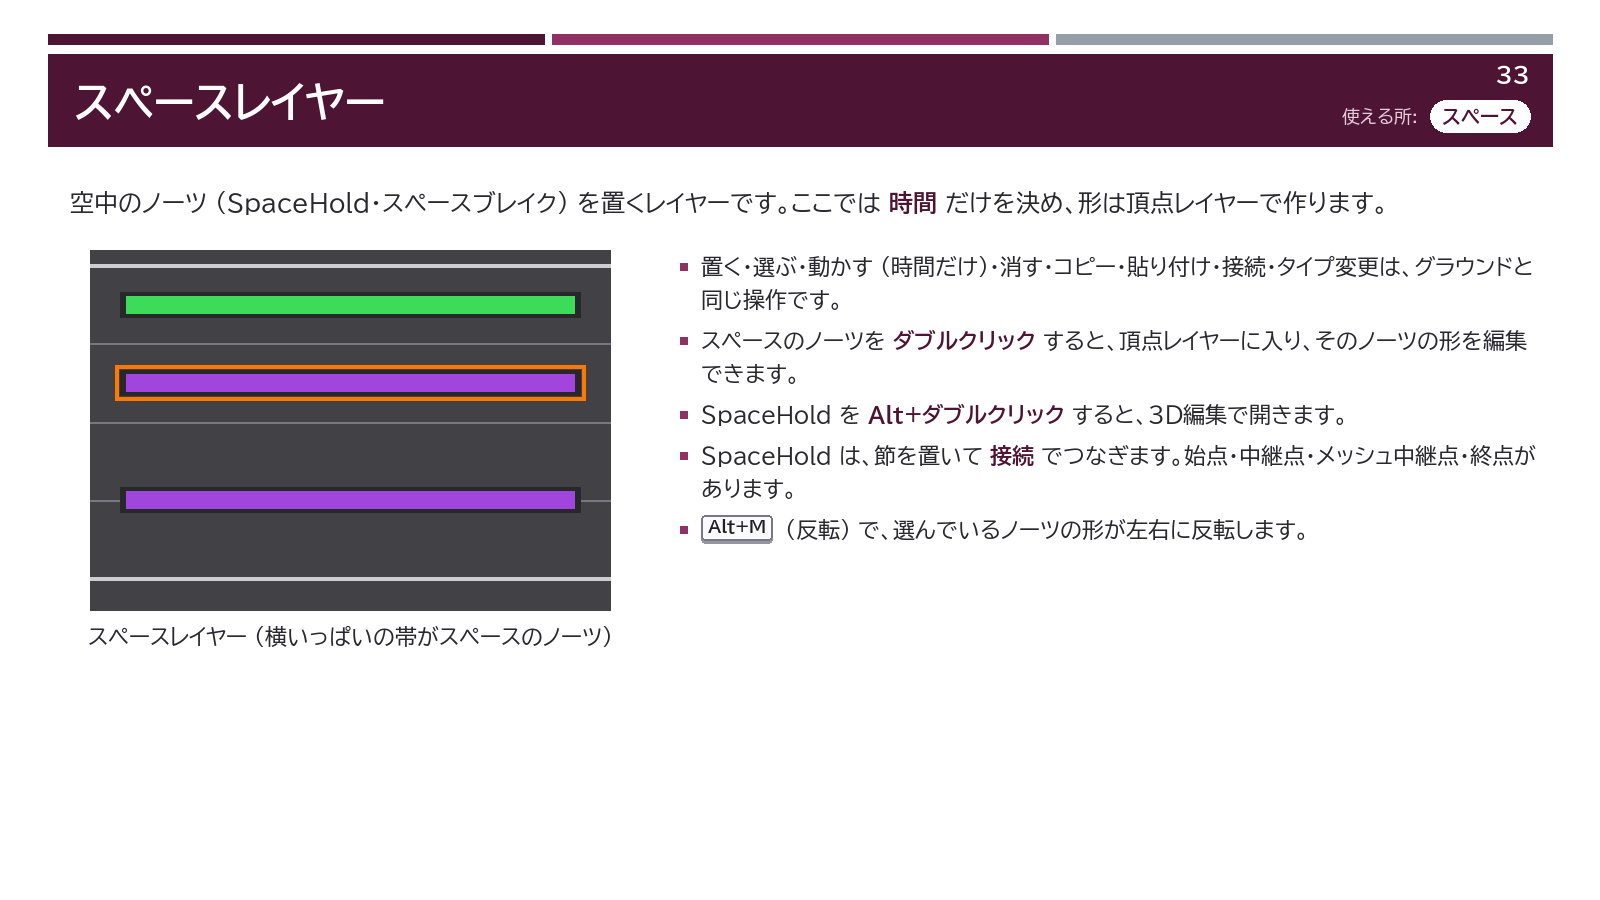 スペースレイヤー
33
使える所: スペース
空中のノーツ（SpaceHold・スペースブレイク）を置くレイヤーです。ここでは 時間 だけを決め、形は頂点レイヤーで作ります。
置く・選ぶ・動かす（時間だけ）・消す・コピー・貼り付け・接続・タイプ変更は、グラウンドと
同じ操作です。
スペースのノーツを ダブルクリック すると、頂点レイヤーに入り、そのノーツの形を編集
できます。
SpaceHold を Alt+ダブルクリック すると、3D編集で開きます。
SpaceHold は、節を置いて 接続 でつなぎます。始点・中継点・メッシュ中継点・終点が
あります。
Alt+M（反転）で、選んでいるノーツの形が左右に反転します。
スペースレイヤー（横いっぱいの帯がスペースのノーツ）